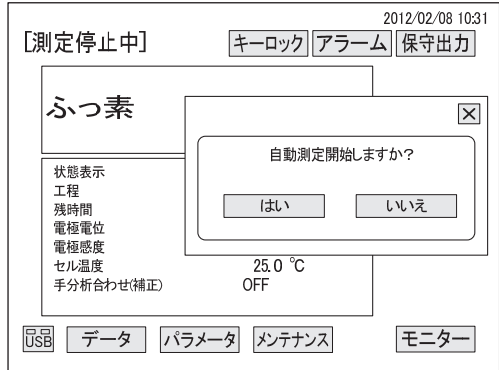 2012/02/08 10:31
[測定停止中] キーロック アラーム 保守出力
ふっ素
自動測定開始しますか?
はい いいえ
状態表示
工程
残時間
電極電位
電極感度
セル温度 25.0 ℃
手分析合わせ(補正) OFF
USB データ パラメータ メンテナンス モニター